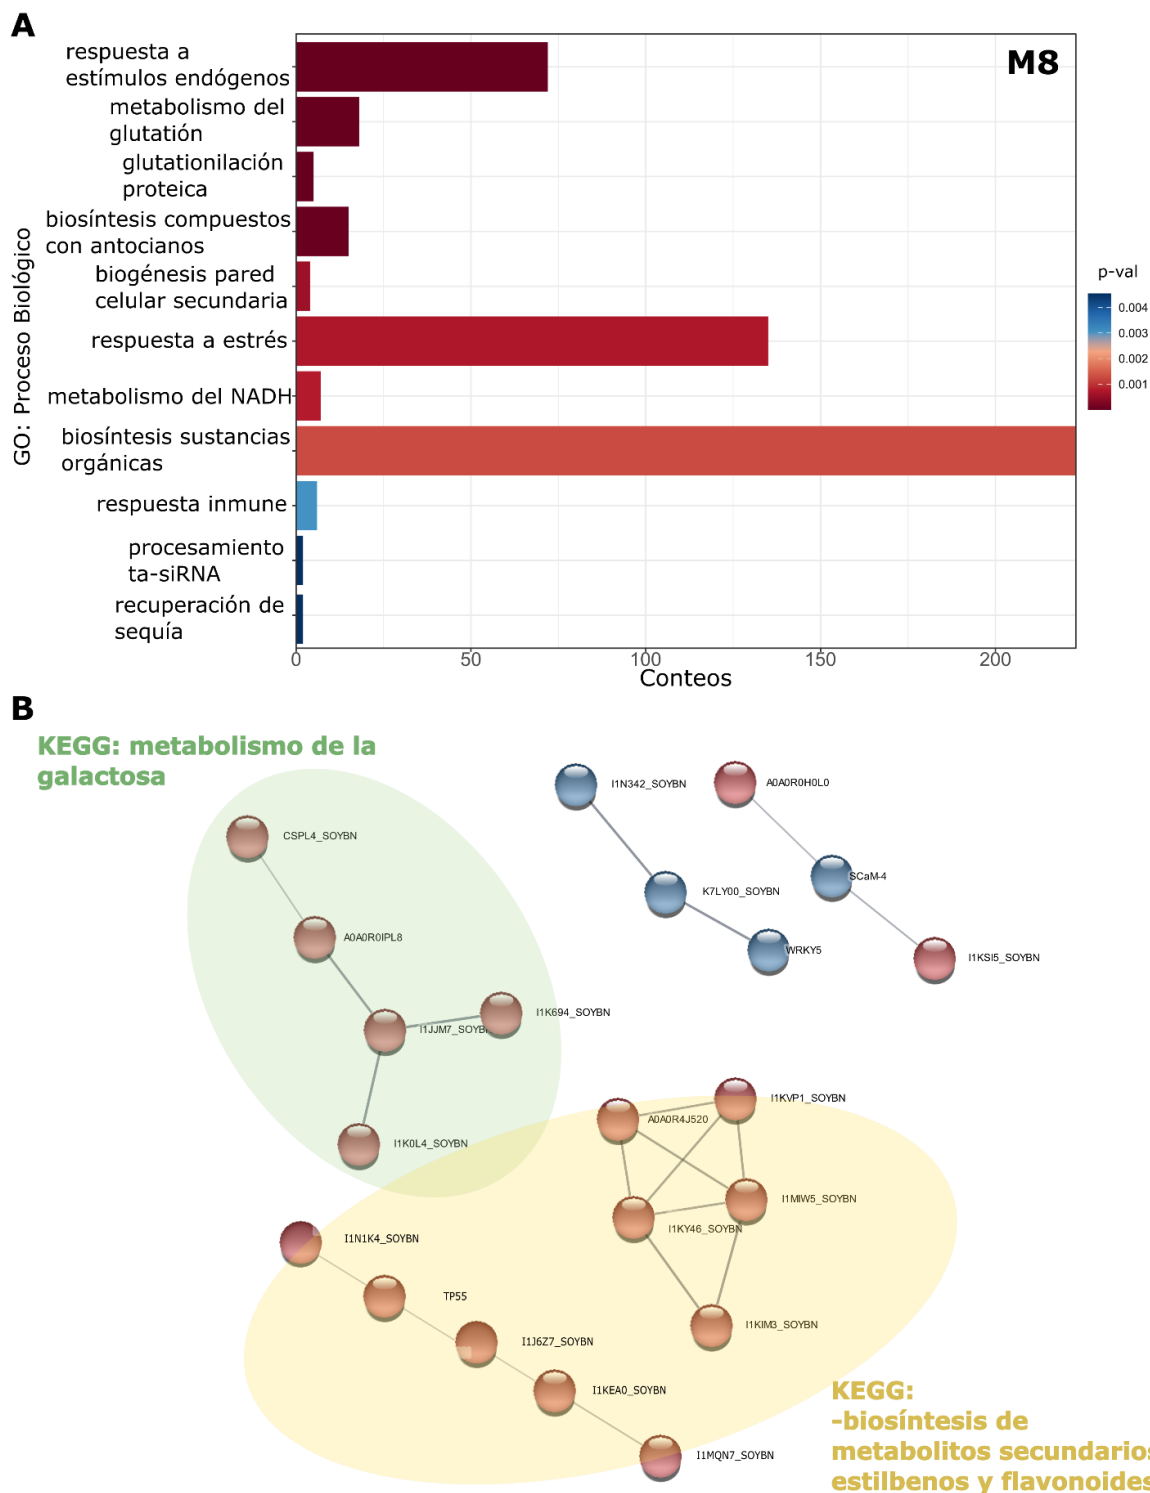 A
M8
GO: Proceso Biológico
respuesta a
estímulos endógenos
metabolismo del
glutatión
glutationilación
proteica
biosíntesis compuestos
con antocianos
biogénesis pared
celular secundaria
respuesta a estrés
metabolismo del NADH
biosíntesis sustancias
orgánicas
respuesta inmune
procesamiento
ta-siRNA
recuperación de
sequía
0
50
100
150
200
Conteos
p-val
0.004
0.003
0.002
0.001
B
KEGG: metabolismo de la
galactosa
CSPL4_SOYBN
A0A0R0IPL8
I1JJM7_SOYB
I1K694_SOYBN
I1K0L4_SOYBN
I1N342_SOYBN
K7LY00_SOYBN
WRKY5
A0A0R0H0L0
SCaM-4
I1KSI5_SOYBN
I1KVP1_SOYBN
A0A0R4J520
I1MIW5_SOYBN
I1KY46_SOYBN
I1KIM3_SOYBN
I1N1K4_SOYBN
TP55
I1J6Z7_SOYBN
I1KEA0_SOYBN
I1MQN7_SOYBN
KEGG:
-biosíntesis de
metabolitos secundarios
estilbenos y flavonoides